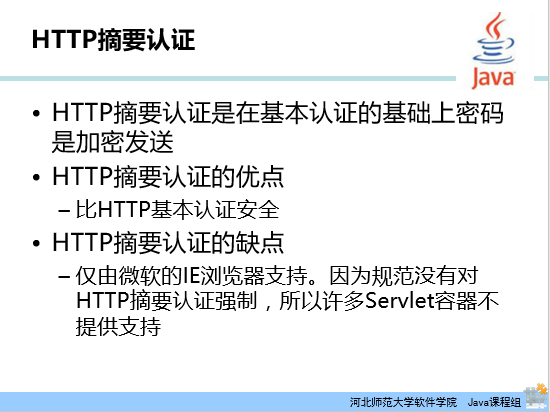 HTTP摘要认证
Java
• HTTP摘要认证是在基本认证的基础上密码
是加密发送
• HTTP摘要认证的优点
– 比HTTP基本认证安全
• HTTP摘要认证的缺点
– 仅由微软的IE浏览器支持。因为规范没有对
HTTP摘要认证强制，所以许多Servlet容器不
提供支持
河北师范大学软件学院 Java课程组